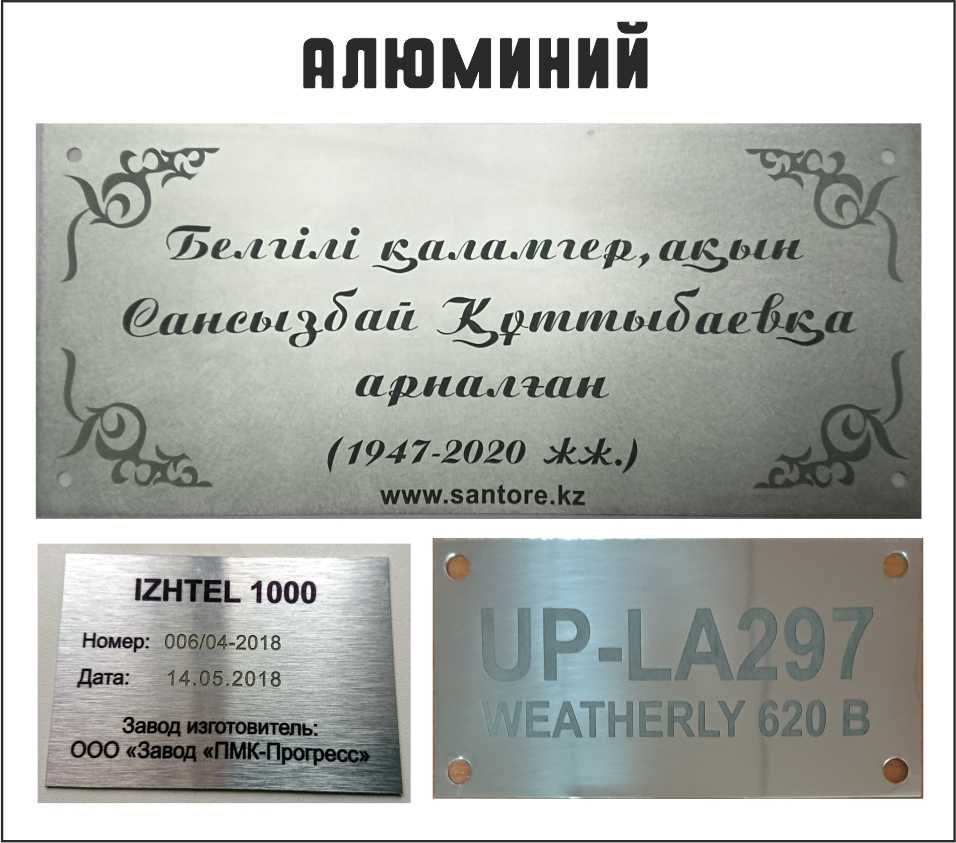 АЛЮМИНИЙ
Белгілі қаламгер, ақын
Сансызбай Құттыбаевқа
арналған
(1947-2020 жж.)
www.santore.kz
IZHTEL 1000
Номер: 006/04-2018
Дата: 14.05.2018
Завод изготовитель:
ООО «Завод «ПМК-Прогресс»
UP-LA297
WEATHERLY 620 B